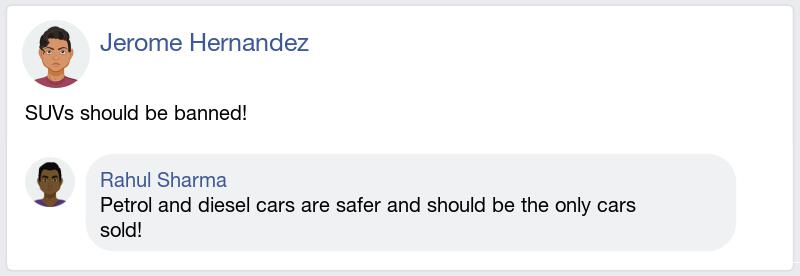 Jerome Hernandez
SUVs should be banned!
Rahul Sharma
Petrol and diesel cars are safer and should be the only cars
sold!